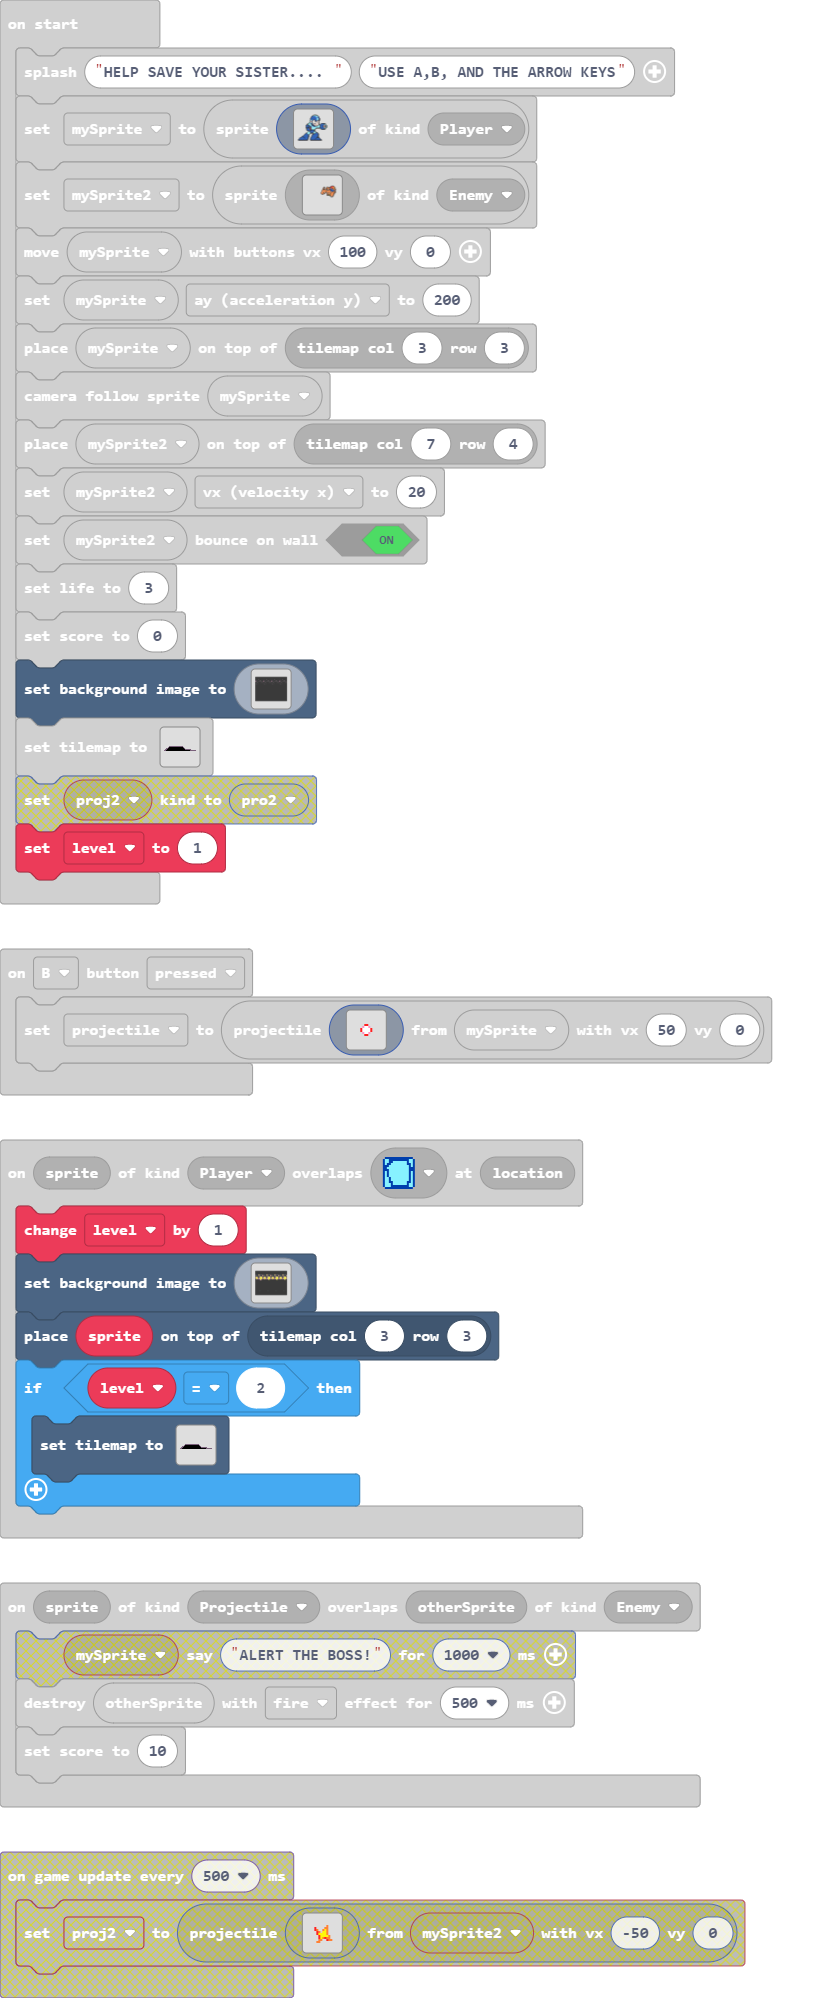 on start
splash "HELP SAVE YOUR SISTER.... " "USE A,B, AND THE ARROW KEYS"
set mySprite to sprite of kind Player
set mySprite2 to sprite of kind Enemy
move mySprite with buttons vx 100 vy 0
set mySprite ay (acceleration y) to 200
place mySprite on top of tilemap col 3 row 3
camera follow sprite mySprite
place mySprite2 on top of tilemap col 7 row 4
set mySprite2 vx (velocity x) to 20
set mySprite2 bounce on wall ON
set life to 3
set score to 0
set background image to
set tilemap to
set proj2 kind to pro2
set level to 1
on B button pressed
set projectile to projectile from mySprite with vx 50 vy 0
on sprite of kind Player overlaps at location
change level by 1
set background image to
place sprite on top of tilemap col 3 row 3
if level = 2 then
set tilemap to
on sprite of kind Projectile overlaps otherSprite of kind Enemy
mySprite say "ALERT THE BOSS!" for 1000 ms
destroy otherSprite with fire effect for 500 ms
set score to 10
on game update every 500 ms
set proj2 to projectile from mySprite2 with vx -50 vy 0